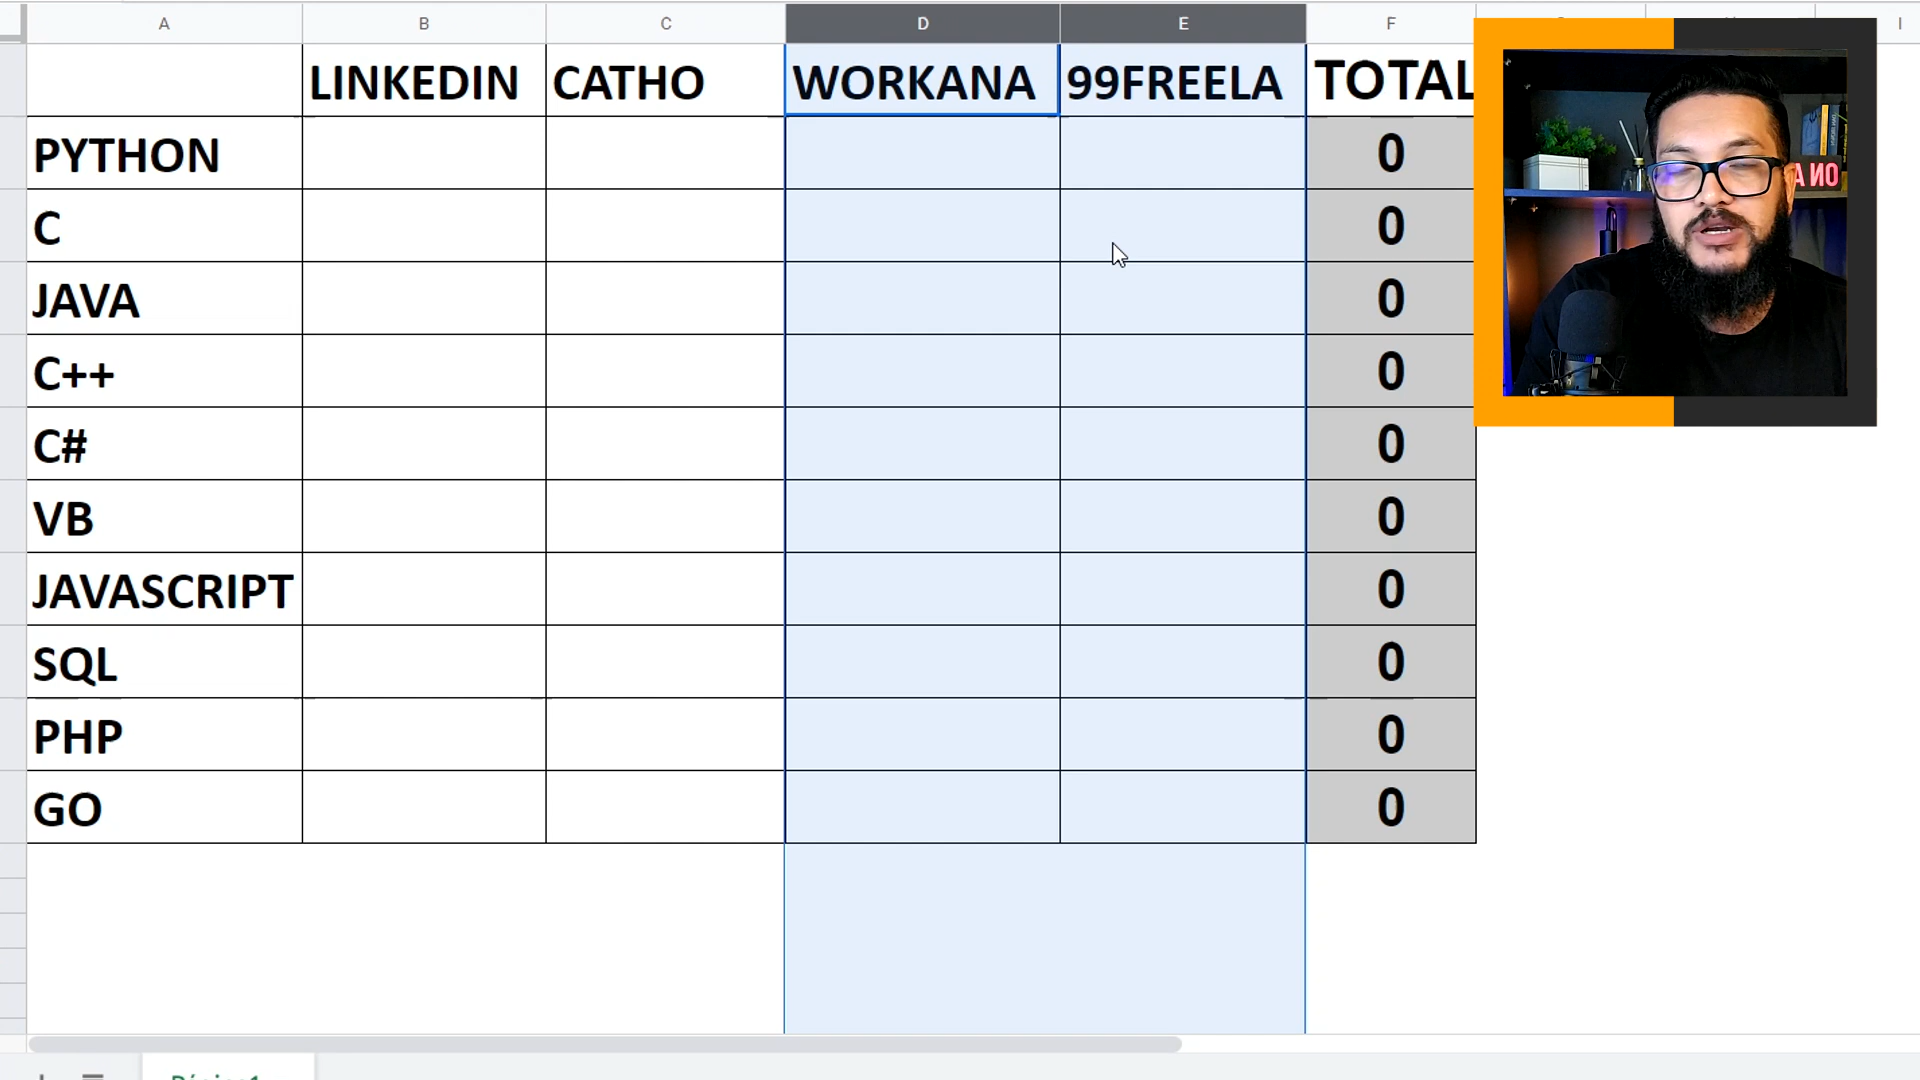 A B C D E F I
LINKEDIN CATHO WORKANA 99FREELA TOTAL
PYTHON 0
C 0
JAVA 0
C++ 0
C# 0
VB 0
JAVASCRIPT 0
SQL 0
PHP 0
GO 0